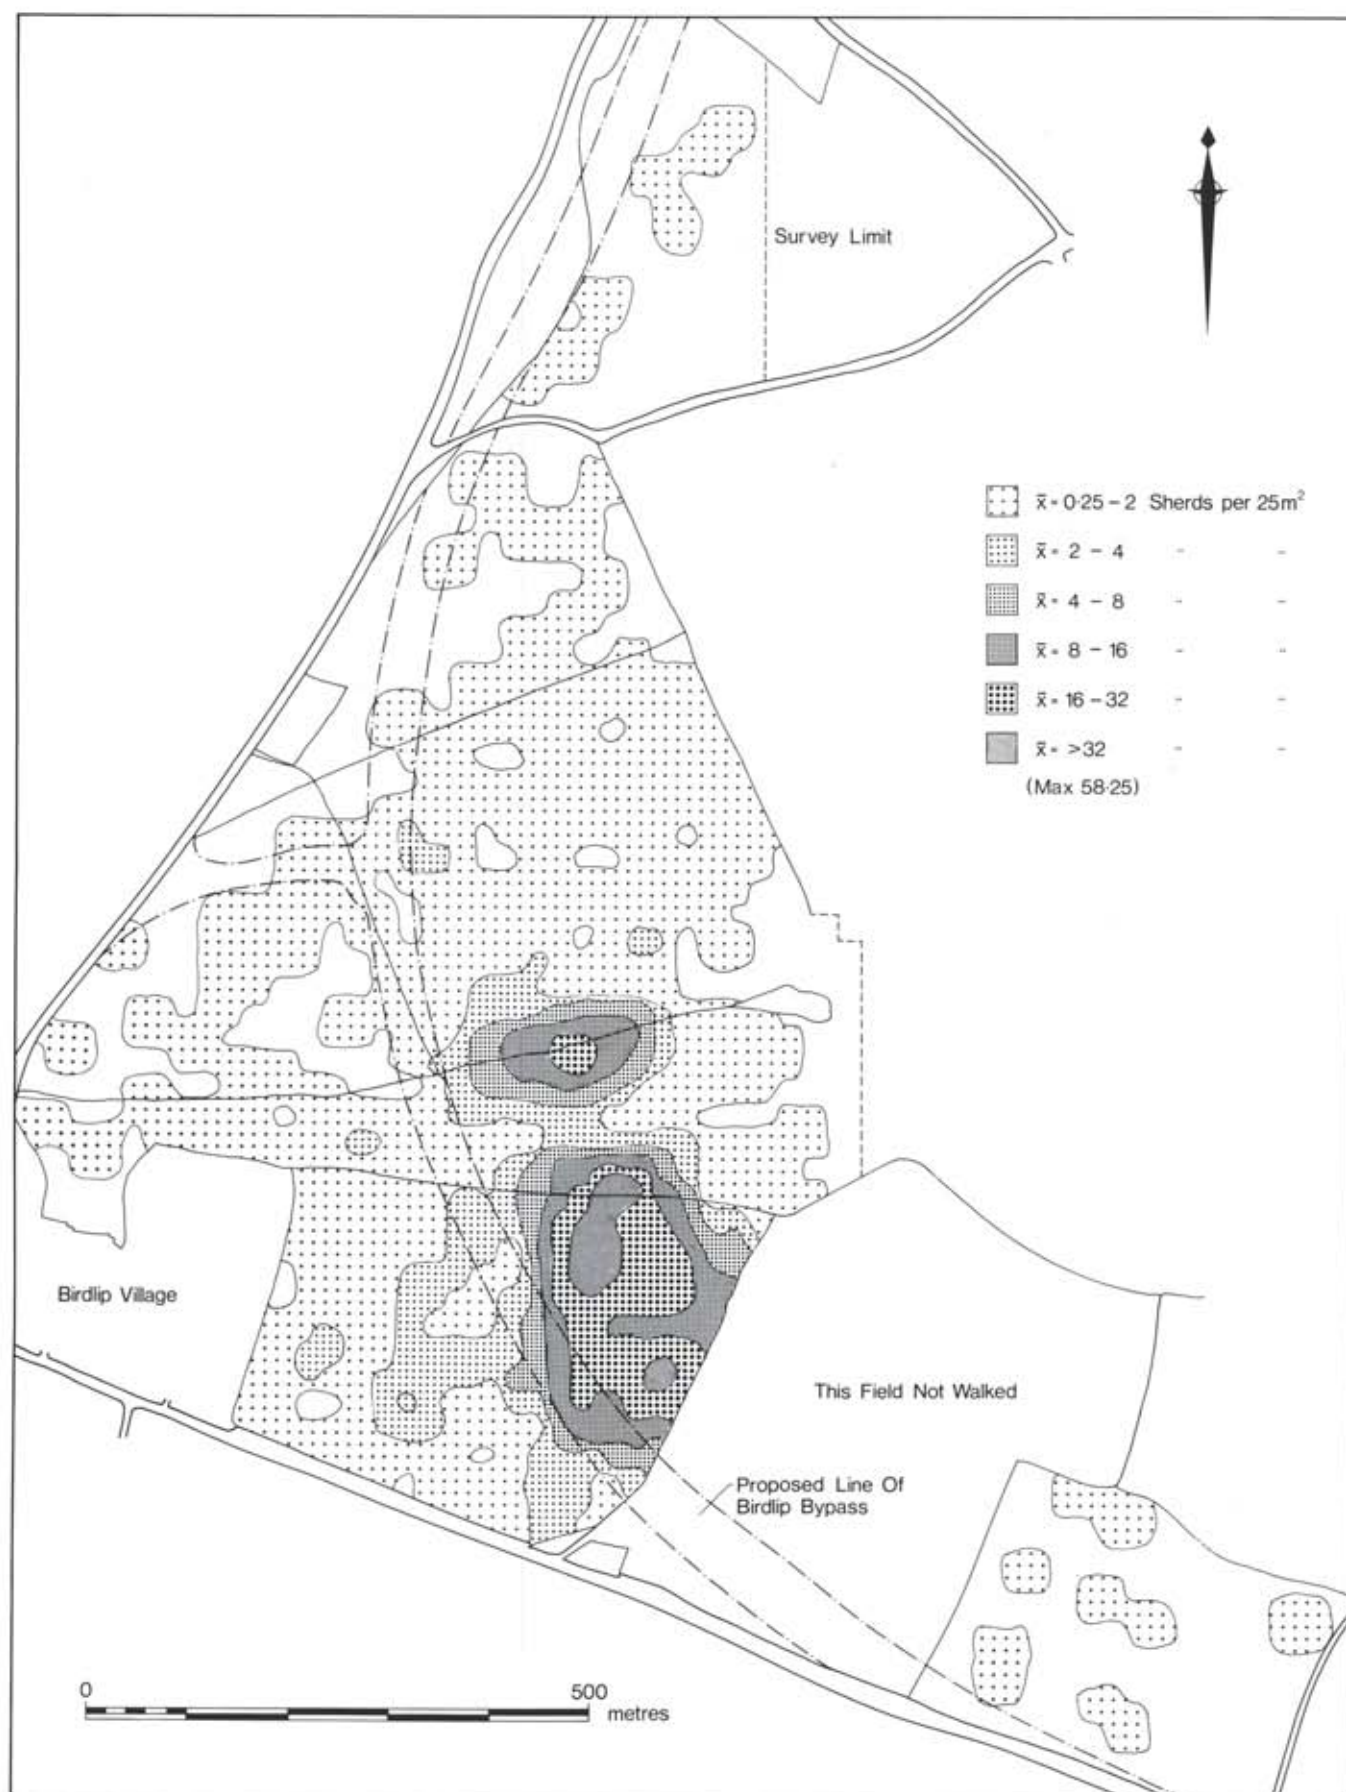 Survey Limit
x̄ = 0·25 – 2 Sherds per 25m²
x̄ = 2 – 4 " "
x̄ = 4 – 8 " "
x̄ = 8 – 16 " "
x̄ = 16 – 32 " "
x̄ = >32 " "
(Max 58·25)
Birdlip Village
This Field Not Walked
Proposed Line Of
Birdlip Bypass
0 500
metres